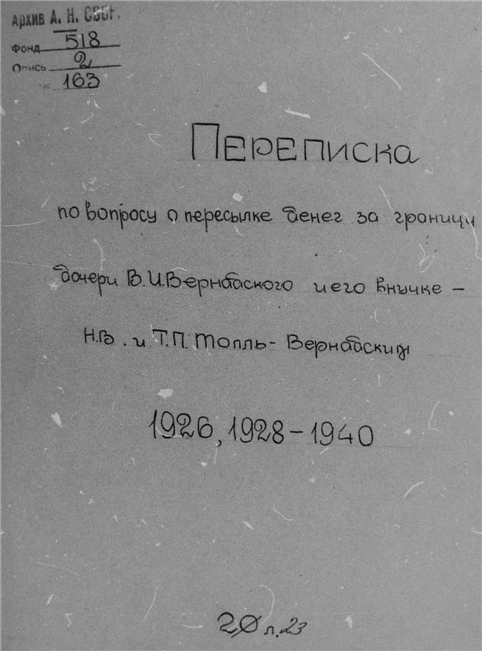 Архив А. Н. СССР
Фонд 518
Опись 2
№ 163
Переписка
по вопросу о пересылке денег за границу
дочери В.И.Вернадского и его внучке –
Н.В. и Т.П. Толль-Вернадским
1926, 1928–1940
20 л. 23